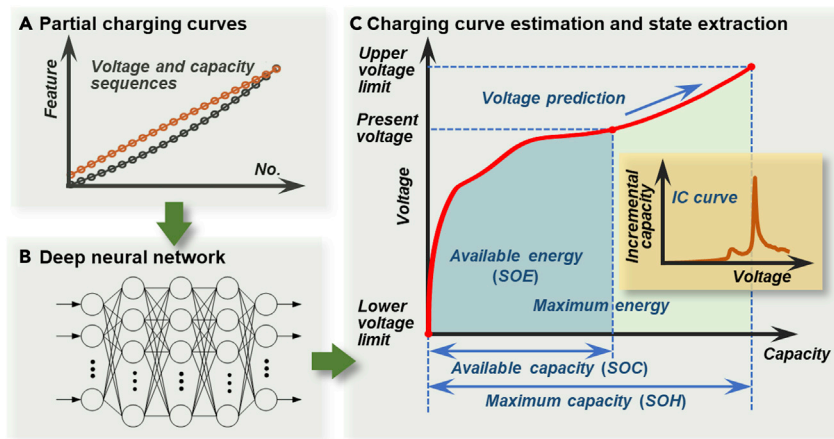 A Partial charging curves
Feature
Voltage and capacity
sequences
No.
B Deep neural network
C Charging curve estimation and state extraction
Upper
voltage
limit
Voltage prediction
Present
voltage
Voltage
Incremental
capacity
IC curve
Voltage
Available energy
(SOE)
Maximum energy
Lower
voltage
limit
Capacity
Available capacity (SOC)
Maximum capacity (SOH)